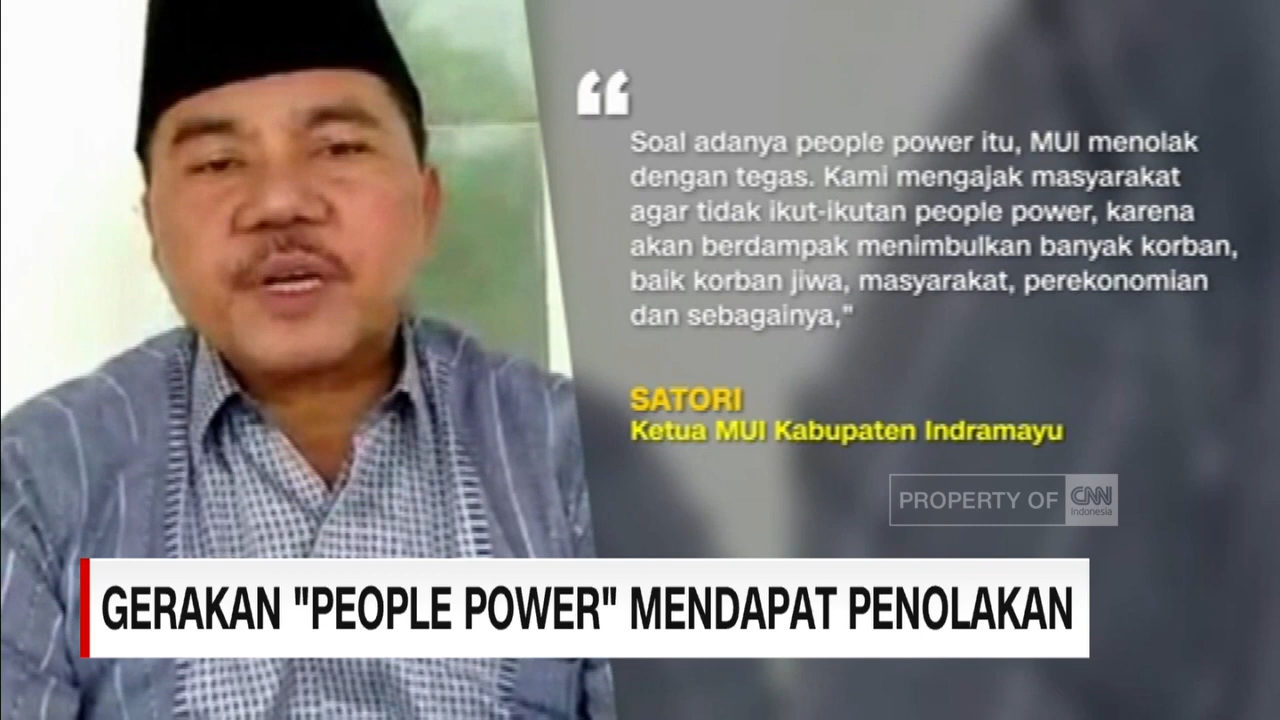 “
Soal adanya people power itu, MUI menolak
dengan tegas. Kami mengajak masyarakat
agar tidak ikut-ikutan people power, karena
akan berdampak menimbulkan banyak korban,
baik korban jiwa, masyarakat, perekonomian
dan sebagainya,"
SATORI
Ketua MUI Kabupaten Indramayu
PROPERTY OF CNN
Indonesia
GERAKAN "PEOPLE POWER" MENDAPAT PENOLAKAN